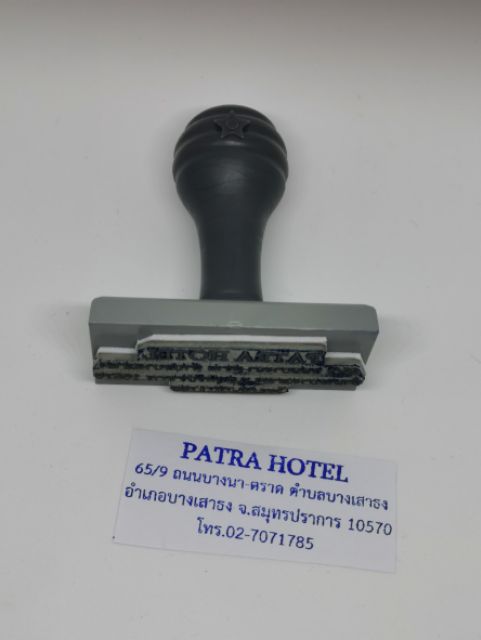 PATRA HOTEL
PATRA HOTEL
65/9 ถนนบางนา-ตราด ตำบลบางเสาธง
อำเภอบางเสาธง จ.สมุทรปราการ 10570
โทร.02-7071785